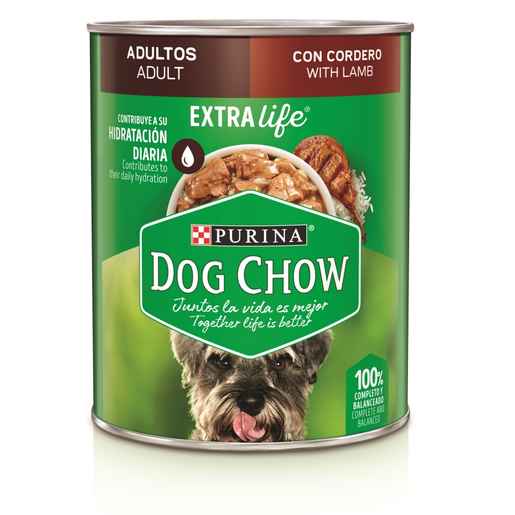 ADULTOS
ADULT
CON CORDERO
WITH LAMB
EXTRA life®
CONTRIBUYE A SU
HIDRATACIÓN
DIARIA
Contributes to
their daily hydration
PURINA®
DOG CHOW
Juntos la vida es mejor
Together life is better
100%
COMPLETO Y
BALANCEADO
COMPLETE AND
BALANCED